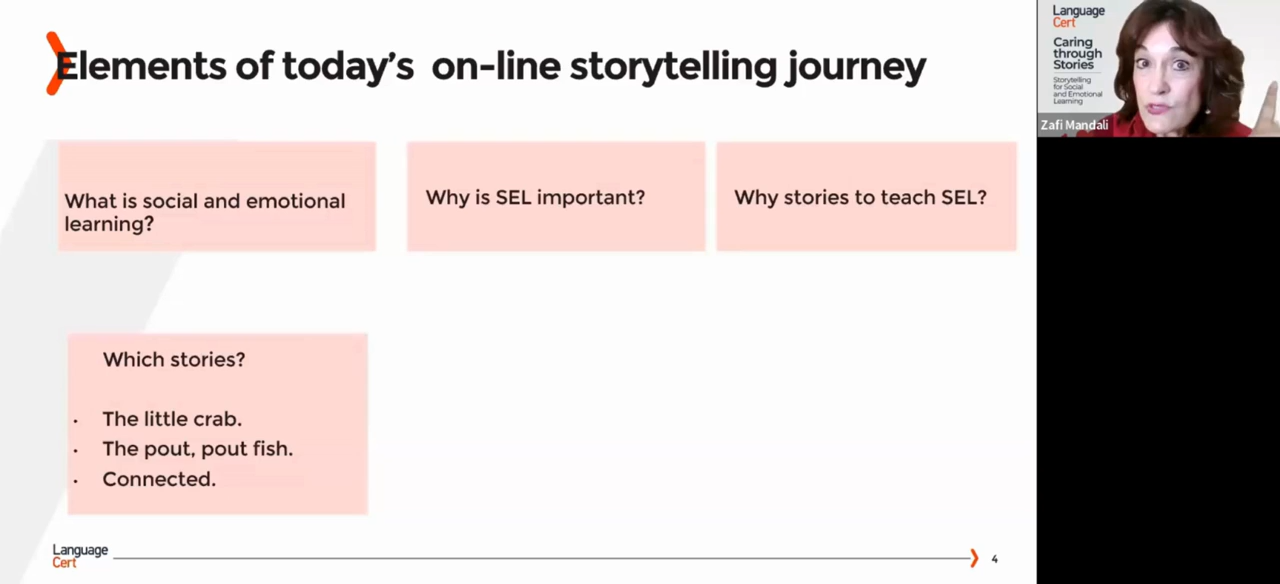 Elements of today's  on-line storytelling journey
What is social and emotional
learning?
Why is SEL important?
Why stories to teach SEL?
Which stories?
• The little crab.
• The pout, pout fish.
• Connected.
Language
Cert
4
Language
Cert
Caring
through
Stories
Storytelling
for Social
and Emotional
Learning
Zafi Mandali